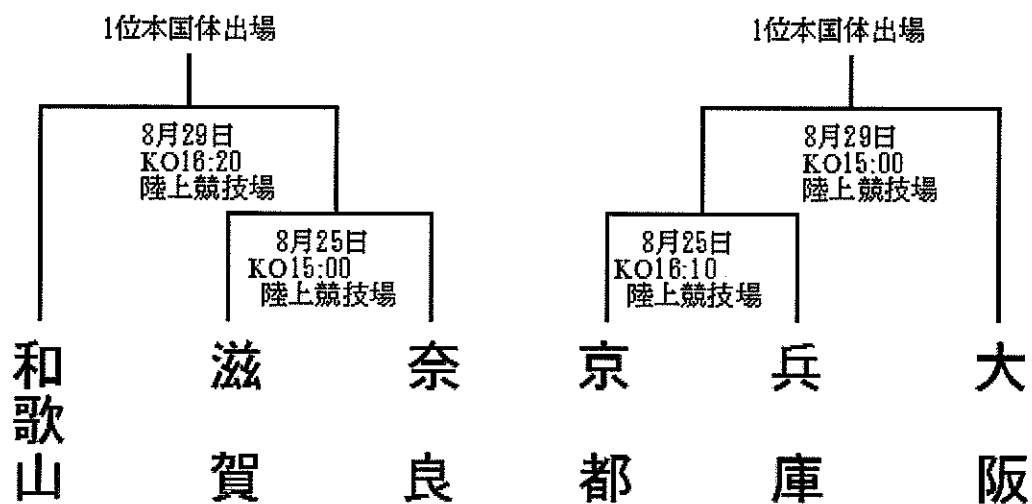 1位本国体出場
1位本国体出場
8月29日
KO16:20
陸上競技場
8月29日
KO15:00
陸上競技場
8月25日
KO15:00
陸上競技場
8月25日
KO16:10
陸上競技場
和歌山
滋賀
奈良
京都
兵庫
大阪